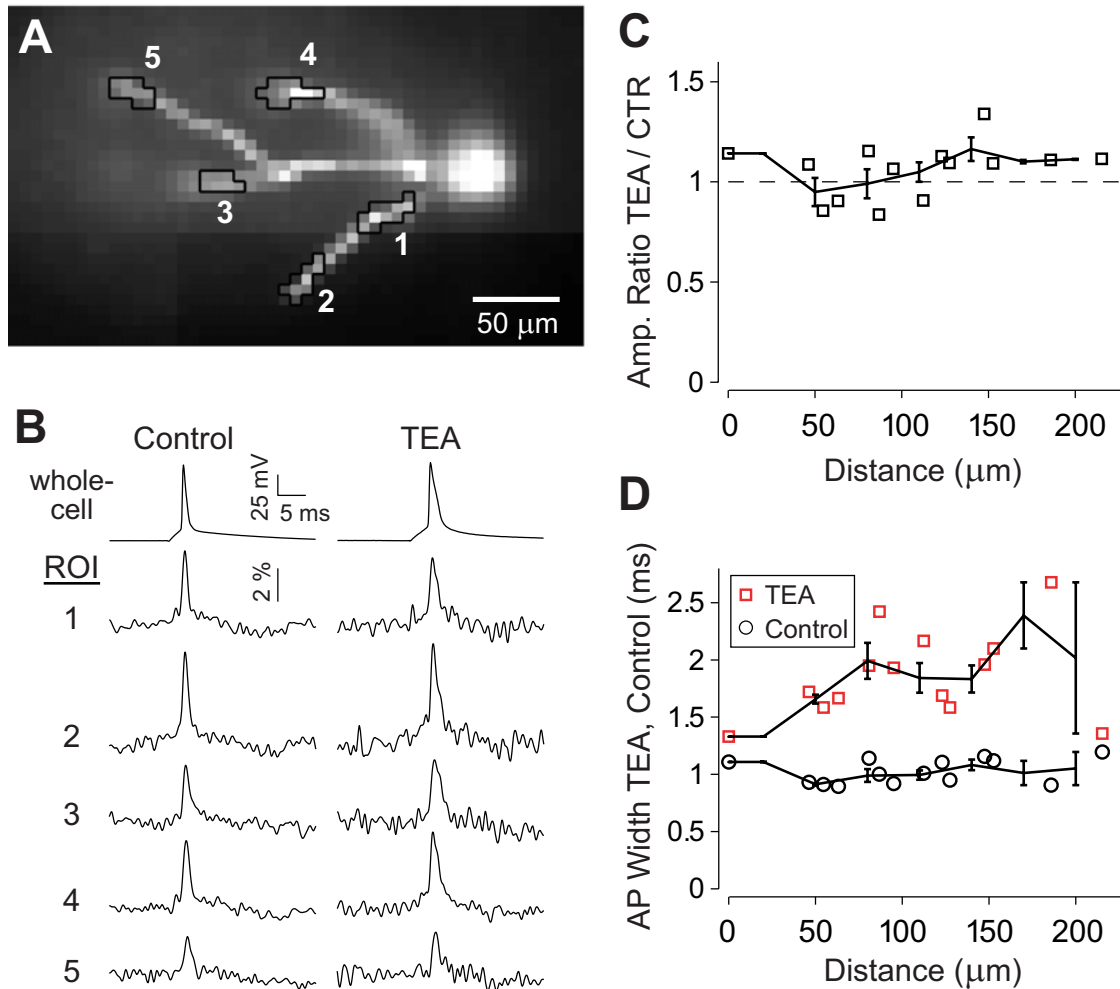 A
5
4
3
1
2
50 μm
B
Control
TEA
whole-
cell
25 mV
5 ms
ROI
2 %
1
2
3
4
5
C
Amp. Ratio TEA / CTR
1.5
1
0.5
0
0 50 100 150 200
Distance (μm)
D
AP Width TEA, Control (ms)
TEA
Control
2.5
2
1.5
1
0.5
0
0 50 100 150 200
Distance (μm)